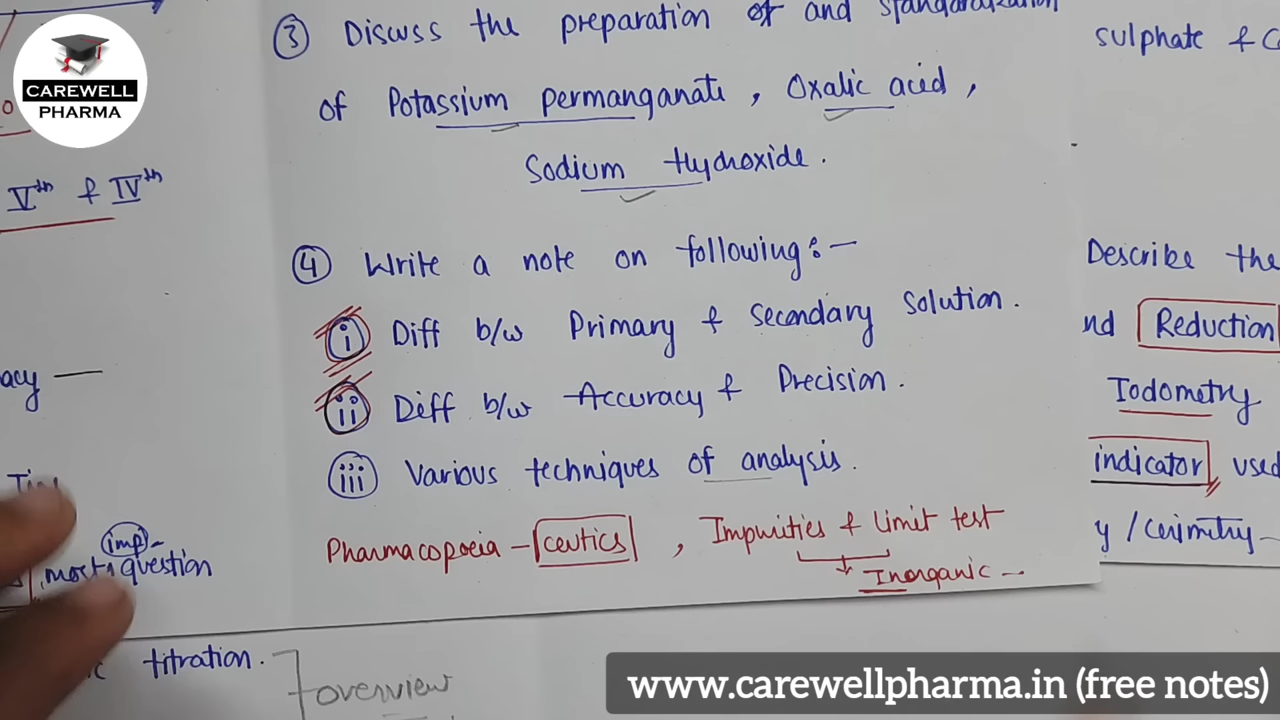 CAREWELL
PHARMA
③ Discuss the preparation of and standardization
of Potassium permanganate, Oxalic acid,
Sodium Hydroxide.
④ Write a note on following:-
(i) Diff b/w Primary & Secondary Solution.
(ii) Diff b/w Accuracy & Precision.
(iii) Various techniques of analysis.
Pharmacopoeia - ceutics, Impurities & Limit test
Inorganic -
Vth & IVth
acy —
imp
most question
titration.
overview
sulphate &
Describe the
nd Reduction
Iodometry
indicator used
y / Cerimetry -
www.carewellpharma.in (free notes)